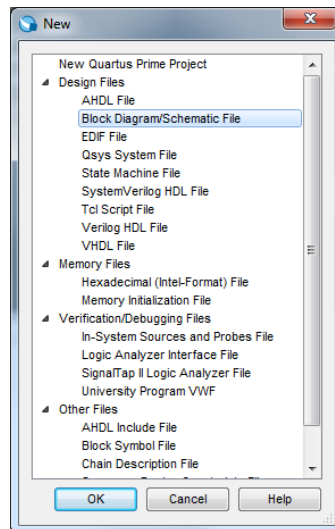 New
New Quartus Prime Project
Design Files
AHDL File
Block Diagram/Schematic File
EDIF File
Qsys System File
State Machine File
SystemVerilog HDL File
Tcl Script File
Verilog HDL File
VHDL File
Memory Files
Hexadecimal (Intel-Format) File
Memory Initialization File
Verification/Debugging Files
In-System Sources and Probes File
Logic Analyzer Interface File
SignalTap II Logic Analyzer File
University Program VWF
Other Files
AHDL Include File
Block Symbol File
Chain Description File
OK Cancel Help